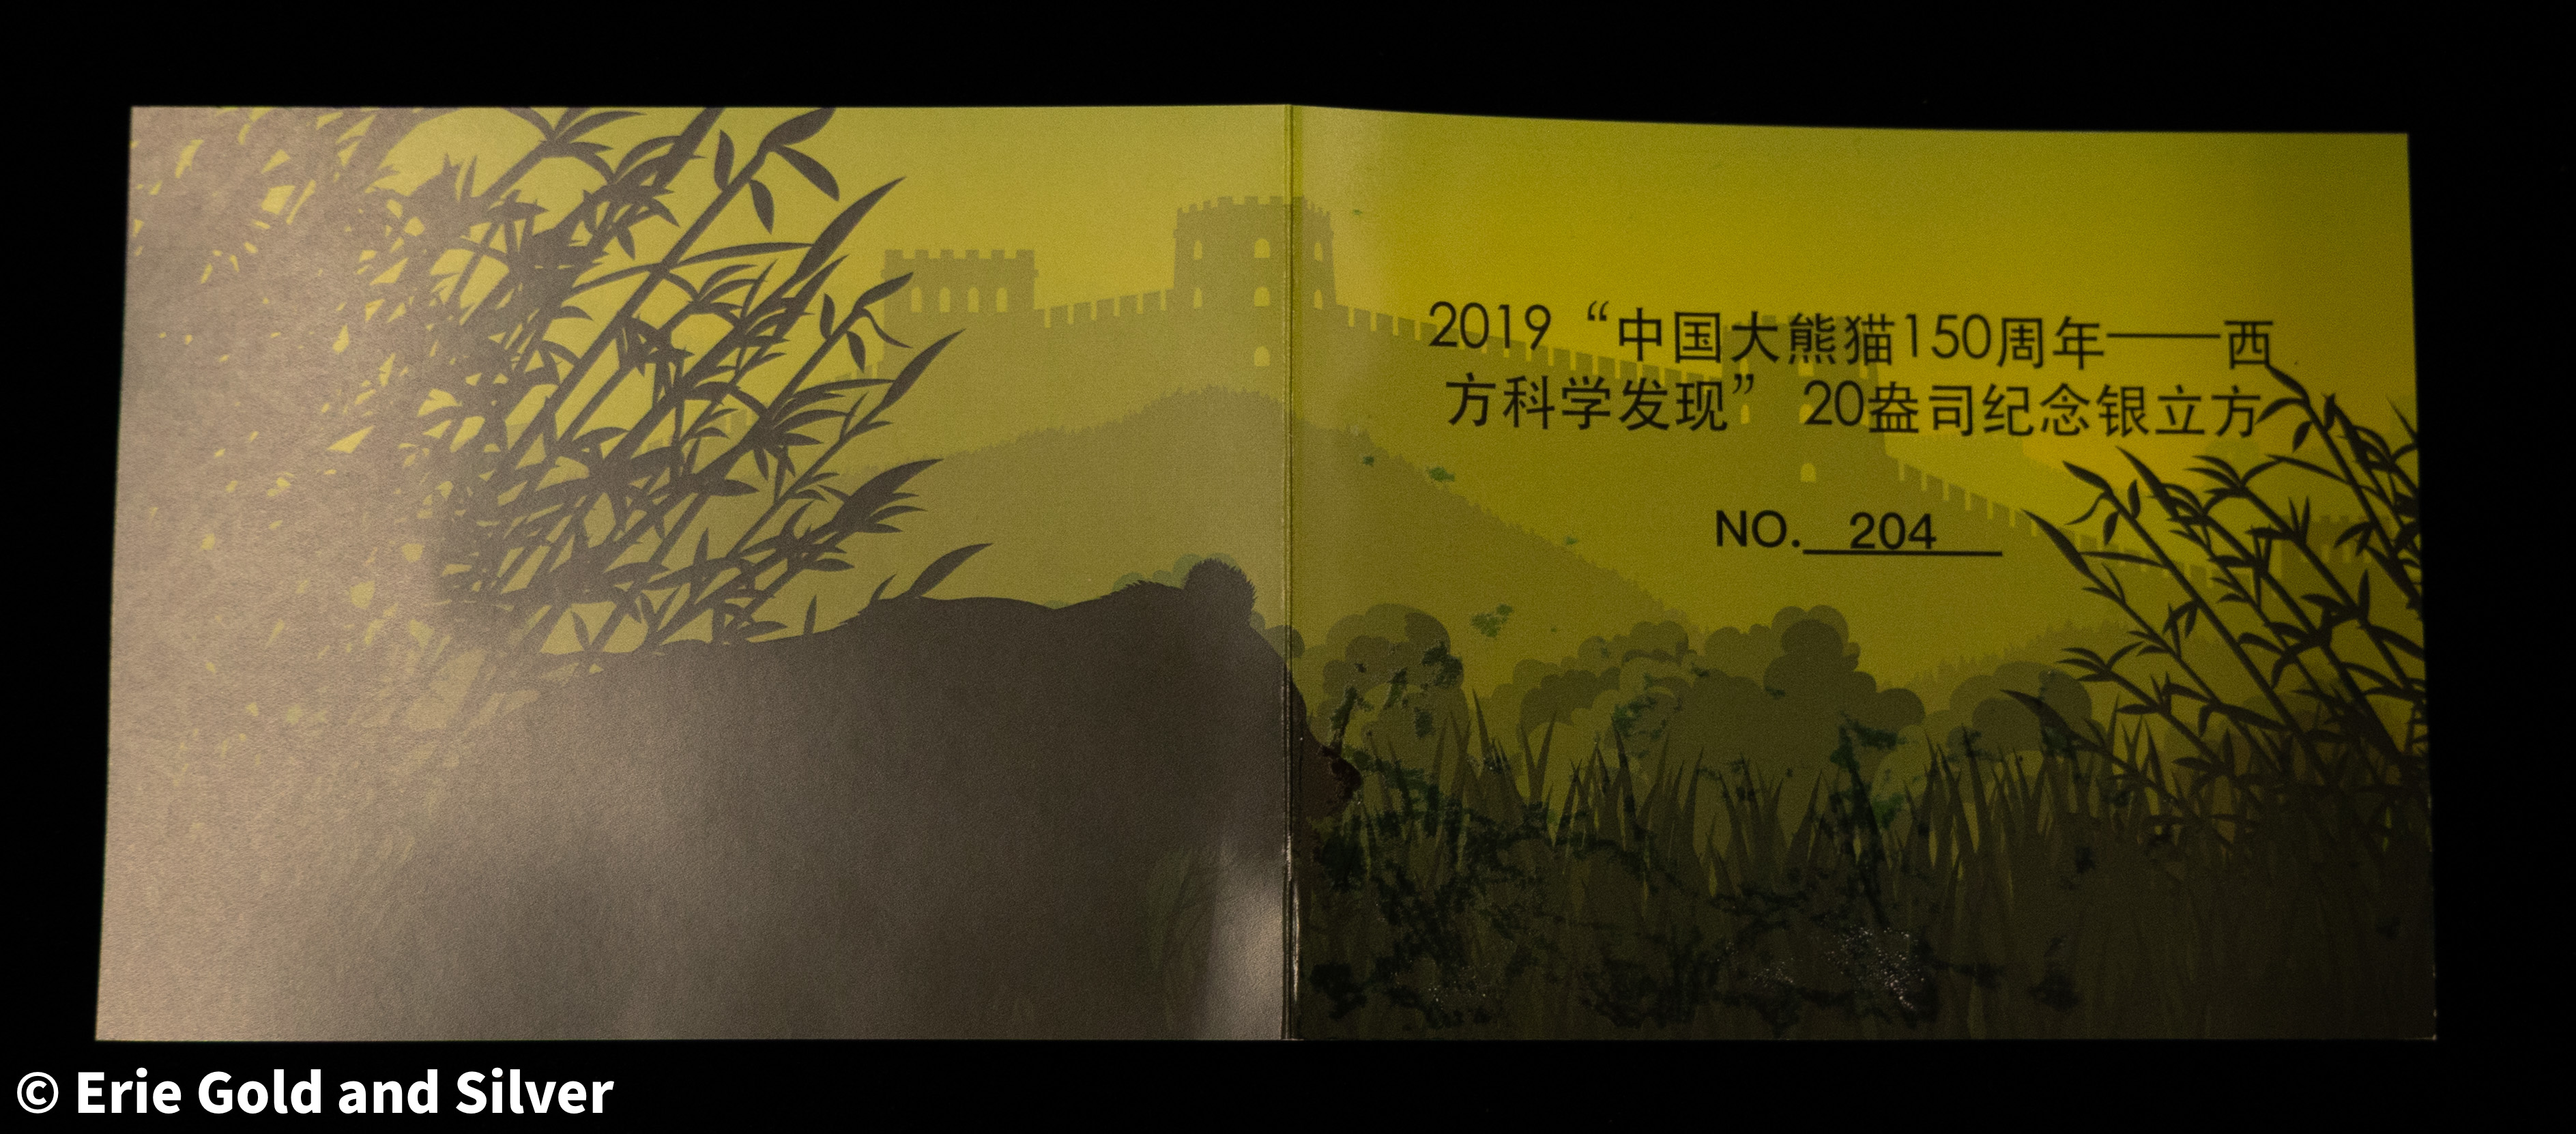 2019 “中国大熊猫150周年——西
方科学发现” 20盎司纪念银立方
NO. 204
© Erie Gold and Silver